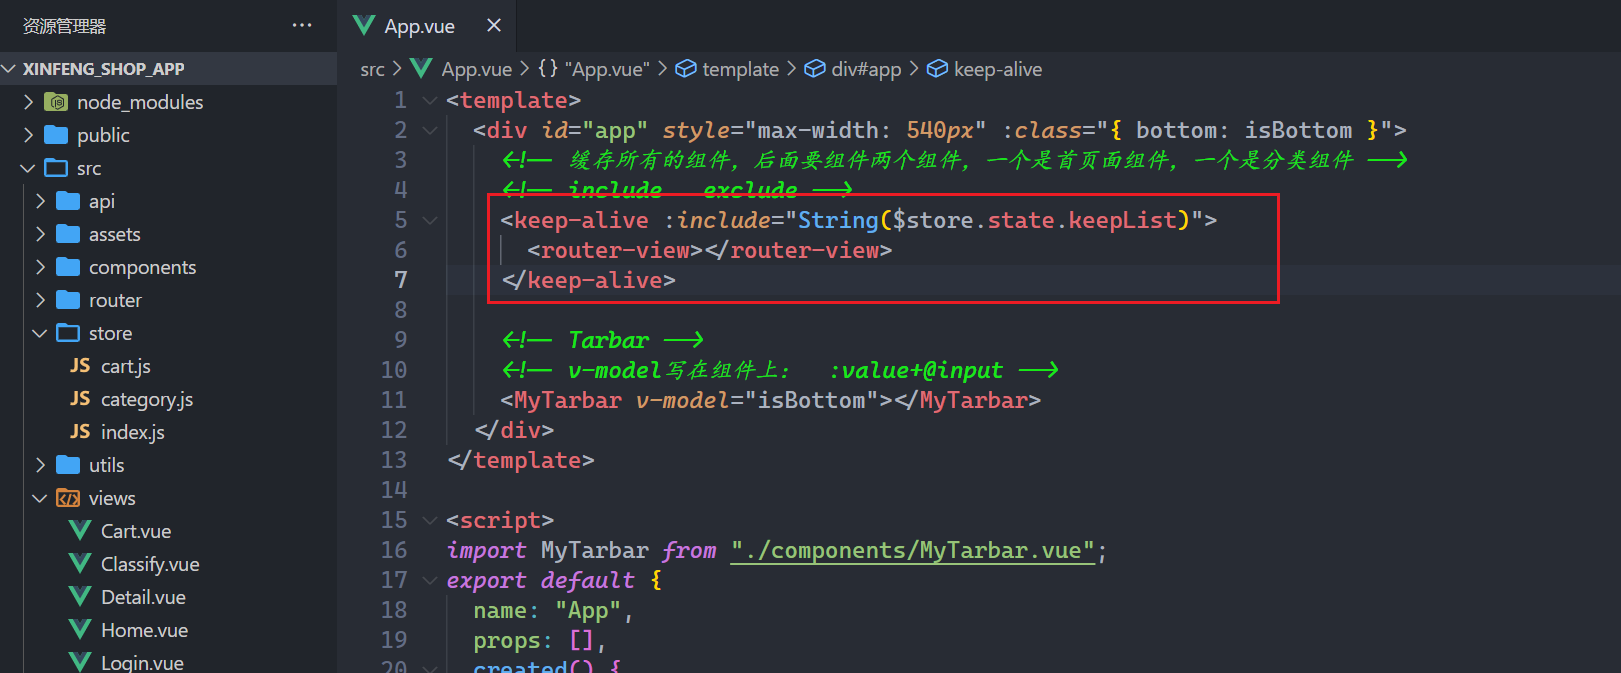 资源管理器 ···
XINFENG_SHOP_APP
node_modules
public
src
api
assets
components
router
store
JS cart.js
JS category.js
JS index.js
utils
views
Cart.vue
Classify.vue
Detail.vue
Home.vue
Login.vue
App.vue
src > App.vue > {} "App.vue" > template > div#app > keep-alive
1 <template>
2 <div id="app" style="max-width: 540px" :class="{ bottom: isBottom }">
3 <!-- 缓存所有的组件，后面要组件两个组件，一个是首页面组件，一个是分类组件 -->
4 <!-- include exclude -->
5 <keep-alive :include="String($store.state.keepList)">
6 <router-view></router-view>
7 </keep-alive>
8
9 <!-- Tarbar -->
10 <!-- v-model写在组件上： :value+@input -->
11 <MyTarbar v-model="isBottom"></MyTarbar>
12 </div>
13 </template>
14
15 <script>
16 import MyTarbar from "./components/MyTarbar.vue";
17 export default {
18 name: "App",
19 props: [],
20 created() {